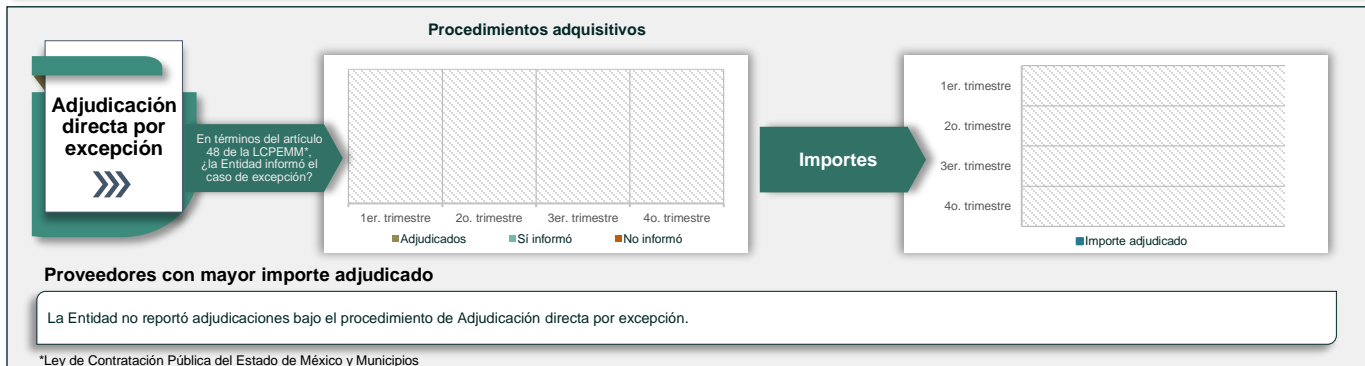 Procedimientos adquisitivos
Adjudicación
directa por
excepción
En términos del artículo
48 de la LCPEMM*,
¿la Entidad informó el
caso de excepción?
1er. trimestre 2o. trimestre 3er. trimestre 4o. trimestre
Adjudicados Sí informó No informó
Importes
1er. trimestre
2o. trimestre
3er. trimestre
4o. trimestre
Importe adjudicado
Proveedores con mayor importe adjudicado
La Entidad no reportó adjudicaciones bajo el procedimiento de Adjudicación directa por excepción.
*Ley de Contratación Pública del Estado de México y Municipios